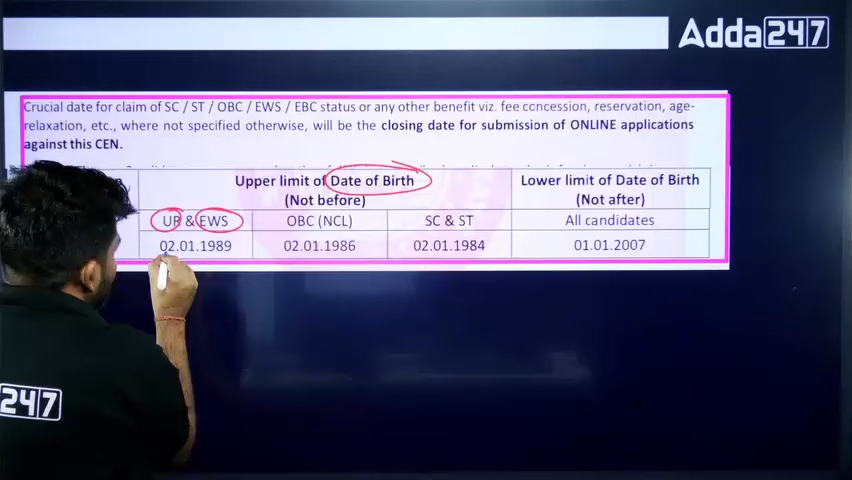 Adda247
Crucial date for claim of SC / ST / OBC / EWS / EBC status or any other benefit viz. fee concession, reservation, age-
relaxation, etc., where not specified otherwise, will be the closing date for submission of ONLINE applications
against this CEN.
Upper limit of Date of Birth
(Not before)
Lower limit of Date of Birth
(Not after)
UR & EWS
OBC (NCL)
SC & ST
All candidates
02.01.1989
02.01.1986
02.01.1984
01.01.2007
247